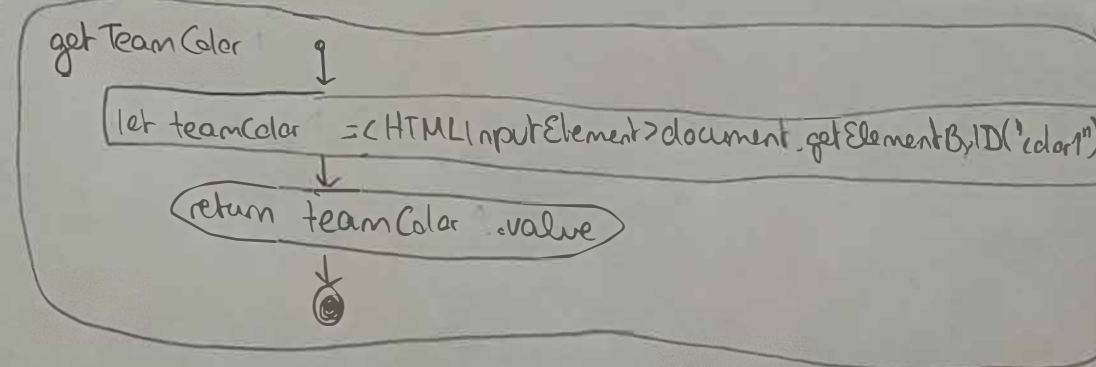 getTeamColor
let teamColor =<HTMLInputElement>document.getElementByID("color1")
return teamColor.value